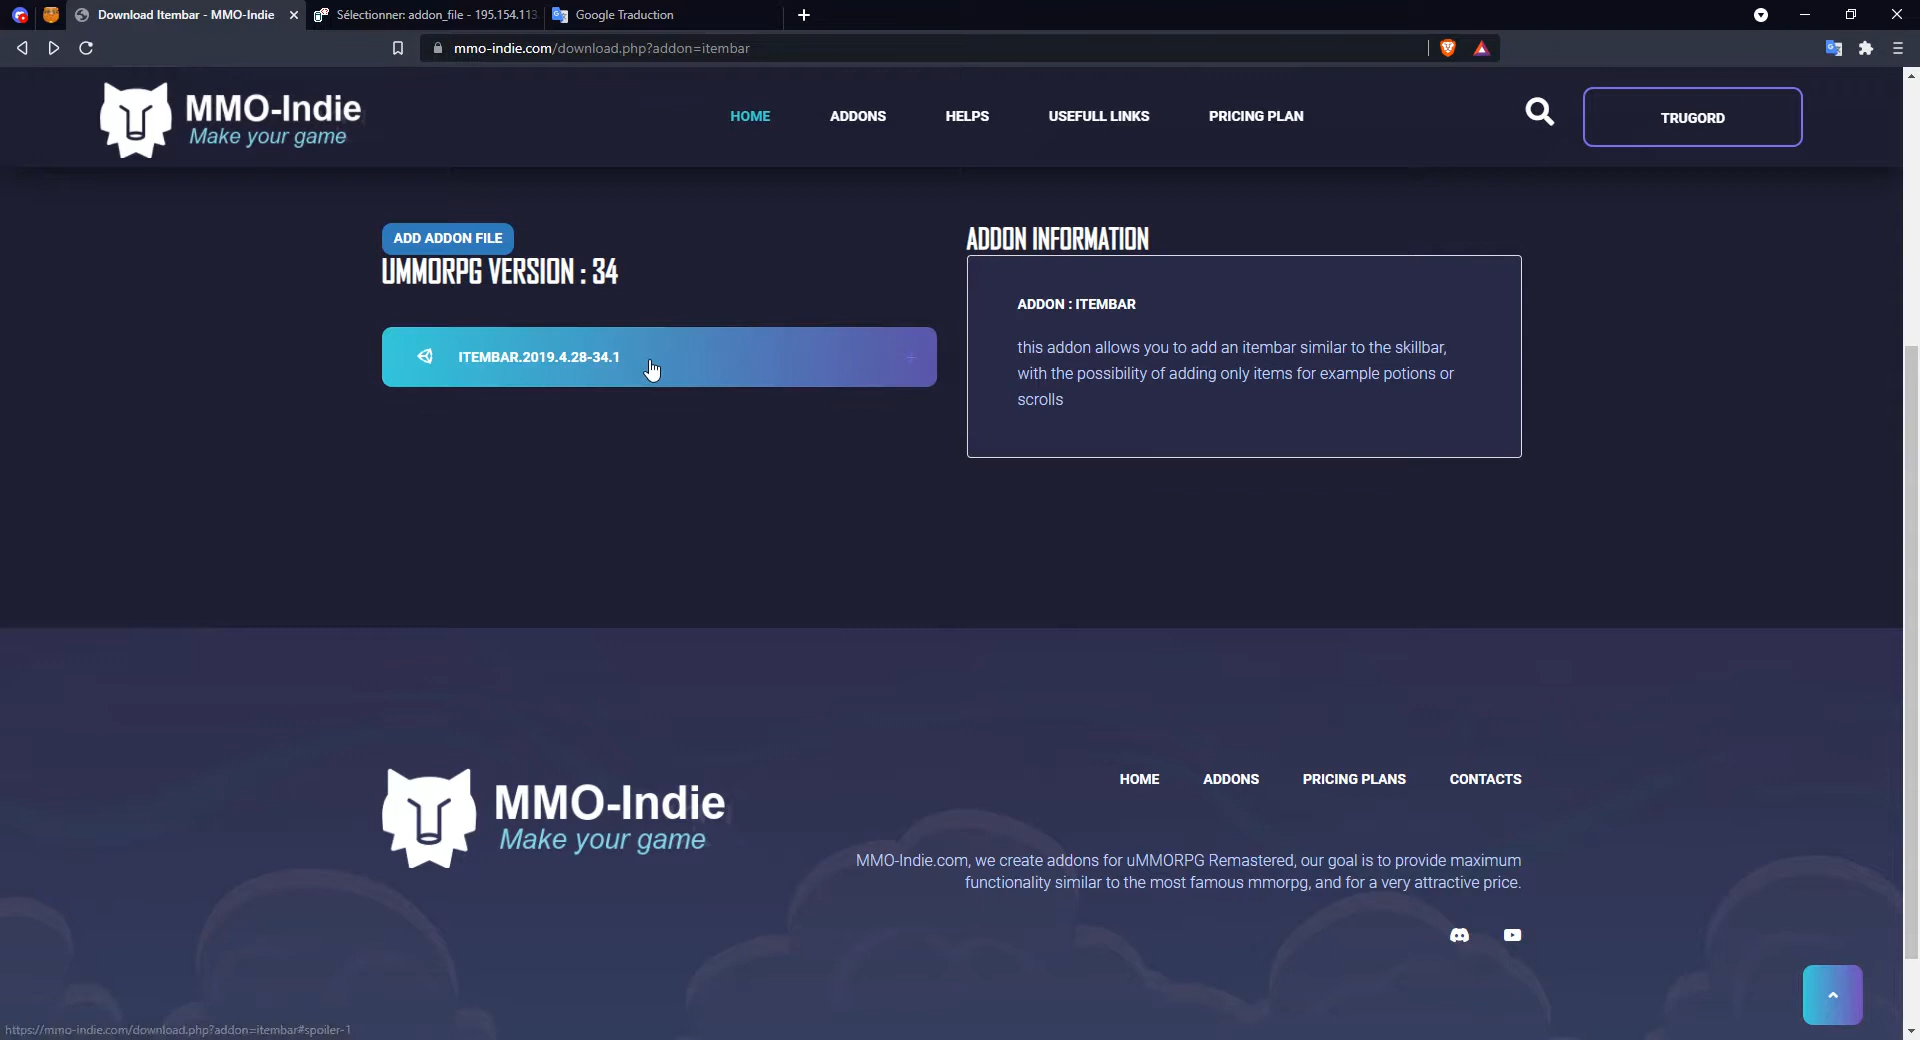 Download Itembar - MMO-Indie
Sélectionner: addon_file - 195.154.113
Google Traduction
mmo-indie.com/download.php?addon=itembar
MMO-Indie
Make your game
HOME
ADDONS
HELPS
USEFULL LINKS
PRICING PLAN
TRUGORD
ADD ADDON FILE
UMMORPG VERSION : 34
ITEMBAR.2019.4.28-34.1
+
ADDON INFORMATION
ADDON : ITEMBAR
this addon allows you to add an itembar similar to the skillbar,
with the possibility of adding only items for example potions or
scrolls
MMO-Indie
Make your game
HOME
ADDONS
PRICING PLANS
CONTACTS
MMO-Indie.com, we create addons for uMMORPG Remastered, our goal is to provide maximum
functionality similar to the most famous mmorpg, and for a very attractive price.
https://mmo-indie.com/download.php?addon=itembar#spoiler-1